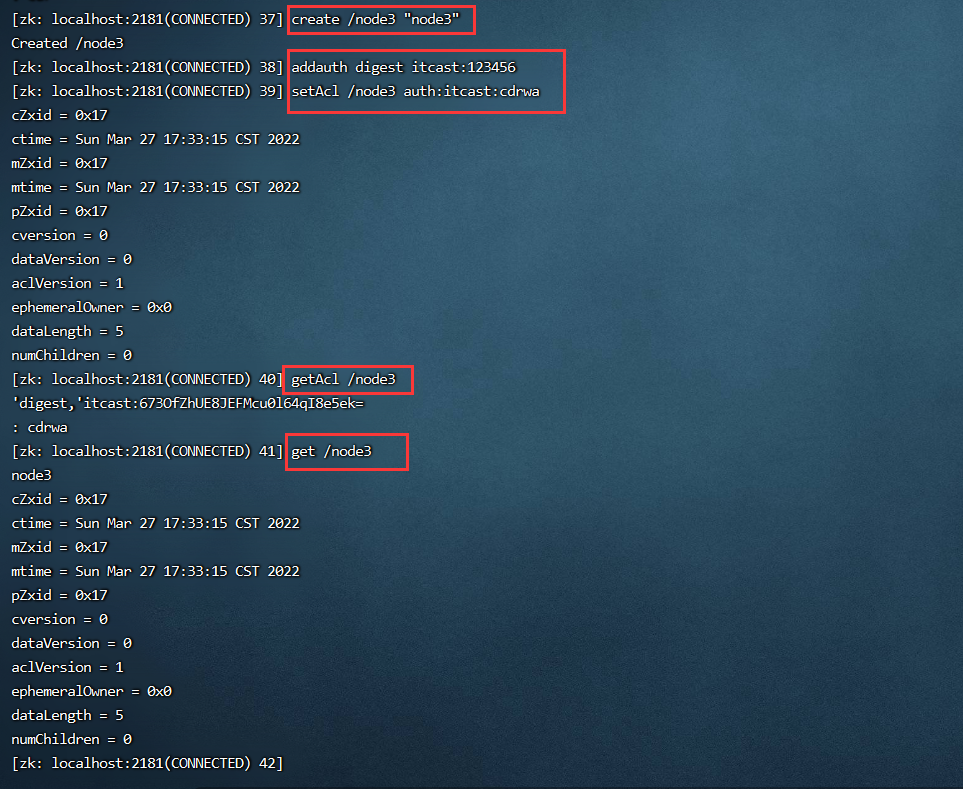 [zk: localhost:2181(CONNECTED) 37] create /node3 "node3"
Created /node3
[zk: localhost:2181(CONNECTED) 38] addauth digest itcast:123456
[zk: localhost:2181(CONNECTED) 39] setAcl /node3 auth:itcast:cdrwa
cZxid = 0x17
ctime = Sun Mar 27 17:33:15 CST 2022
mZxid = 0x17
mtime = Sun Mar 27 17:33:15 CST 2022
pZxid = 0x17
cversion = 0
dataVersion = 0
aclVersion = 1
ephemeralOwner = 0x0
dataLength = 5
numChildren = 0
[zk: localhost:2181(CONNECTED) 40] getAcl /node3
'digest,'itcast:673OfZhUE8JEFMcu0l64qI8e5ek=
: cdrwa
[zk: localhost:2181(CONNECTED) 41] get /node3
node3
cZxid = 0x17
ctime = Sun Mar 27 17:33:15 CST 2022
mZxid = 0x17
mtime = Sun Mar 27 17:33:15 CST 2022
pZxid = 0x17
cversion = 0
dataVersion = 0
aclVersion = 1
ephemeralOwner = 0x0
dataLength = 5
numChildren = 0
[zk: localhost:2181(CONNECTED) 42]